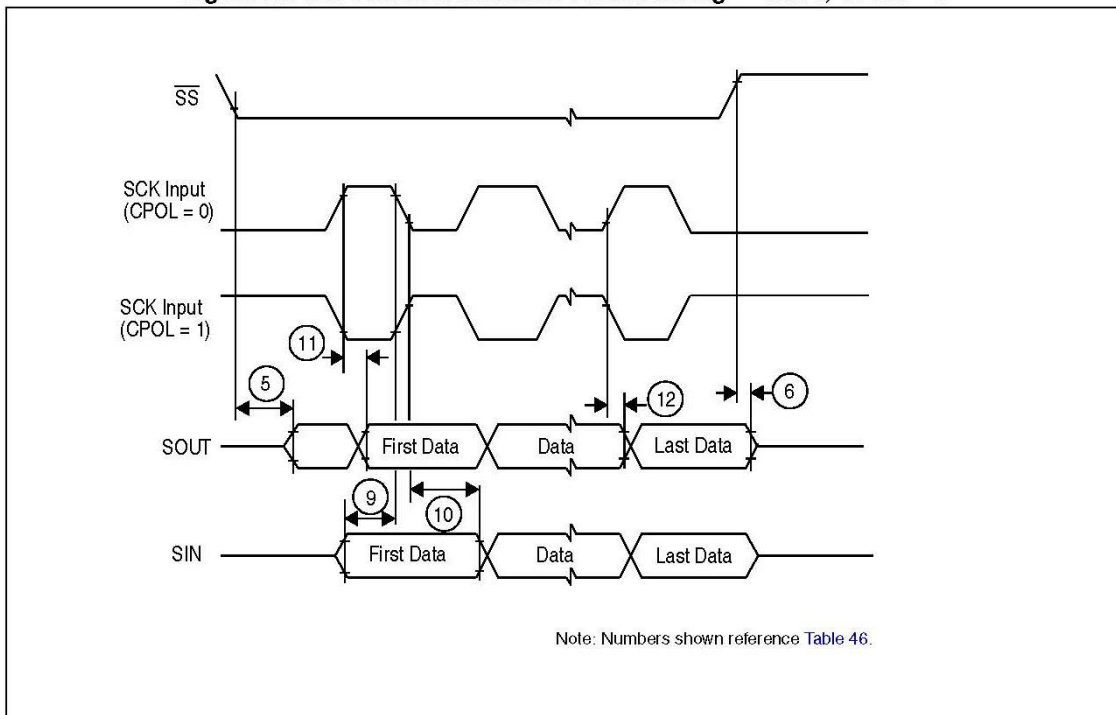 SS
SCK Input
(CPOL = 0)
SCK Input
(CPOL = 1)
11
5
12
6
SOUT
First Data
Data
Last Data
9
10
SIN
First Data
Data
Last Data
Note: Numbers shown reference Table 46.